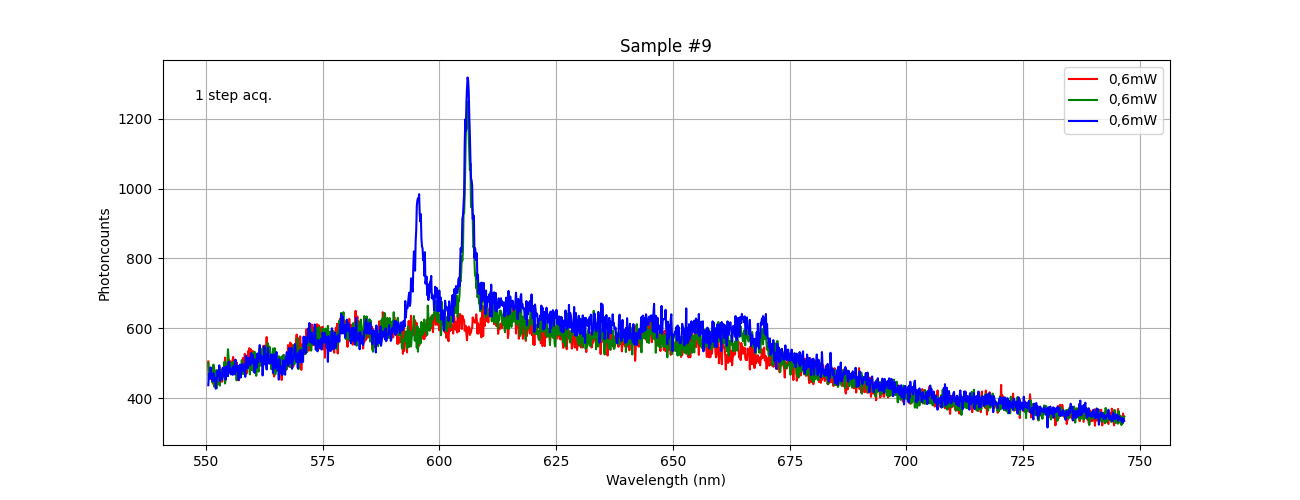 Sample #9
1 step acq.
0,6mW
0,6mW
0,6mW
Photoncounts
1200
1000
800
600
400
550 575 600 625 650 675 700 725 750
Wavelength (nm)